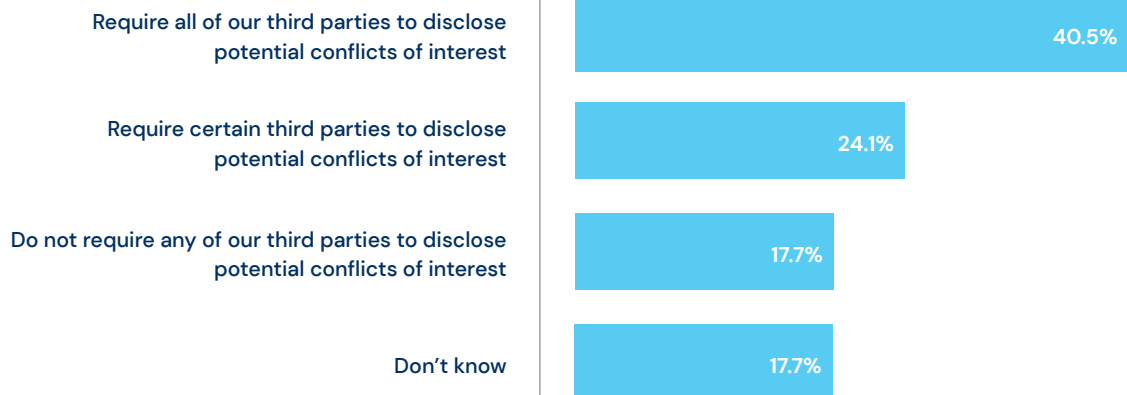 Require all of our third parties to disclose
potential conflicts of interest
40.5%
Require certain third parties to disclose
potential conflicts of interest
24.1%
Do not require any of our third parties to disclose
potential conflicts of interest
17.7%
Don’t know
17.7%